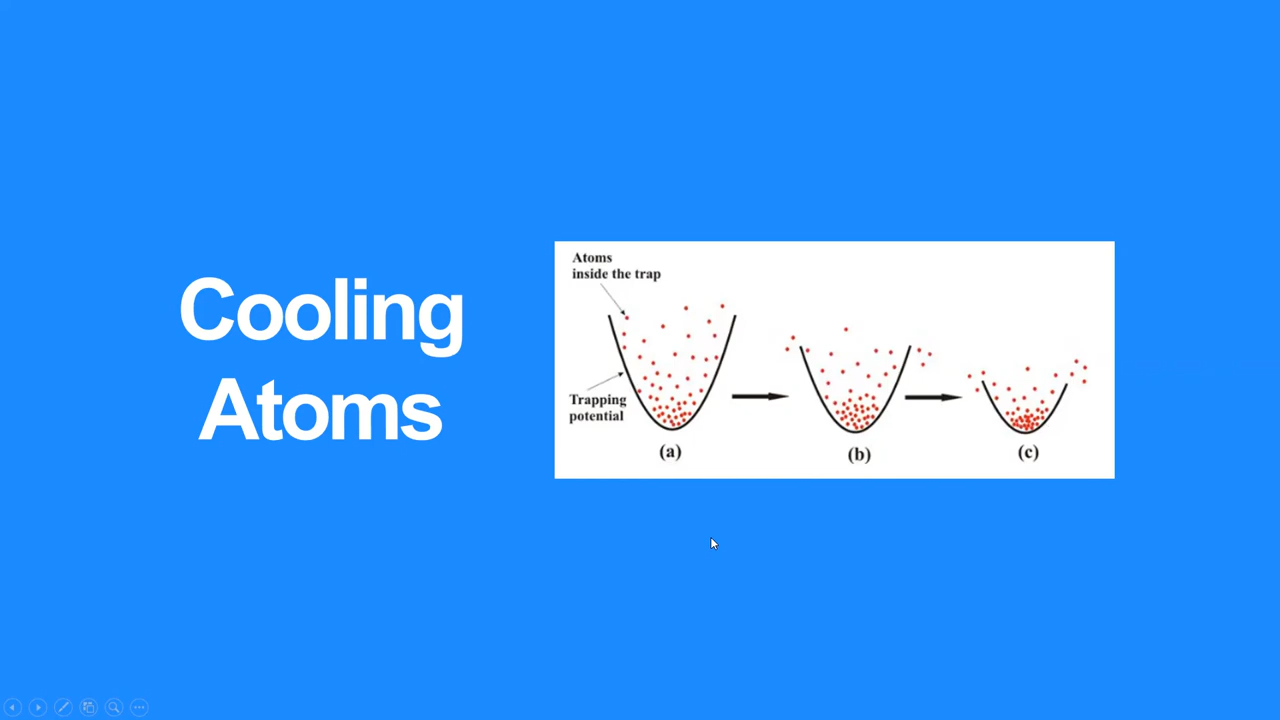 Cooling
Atoms
Atoms
inside the trap
Trapping
potential
(a)
(b)
(c)